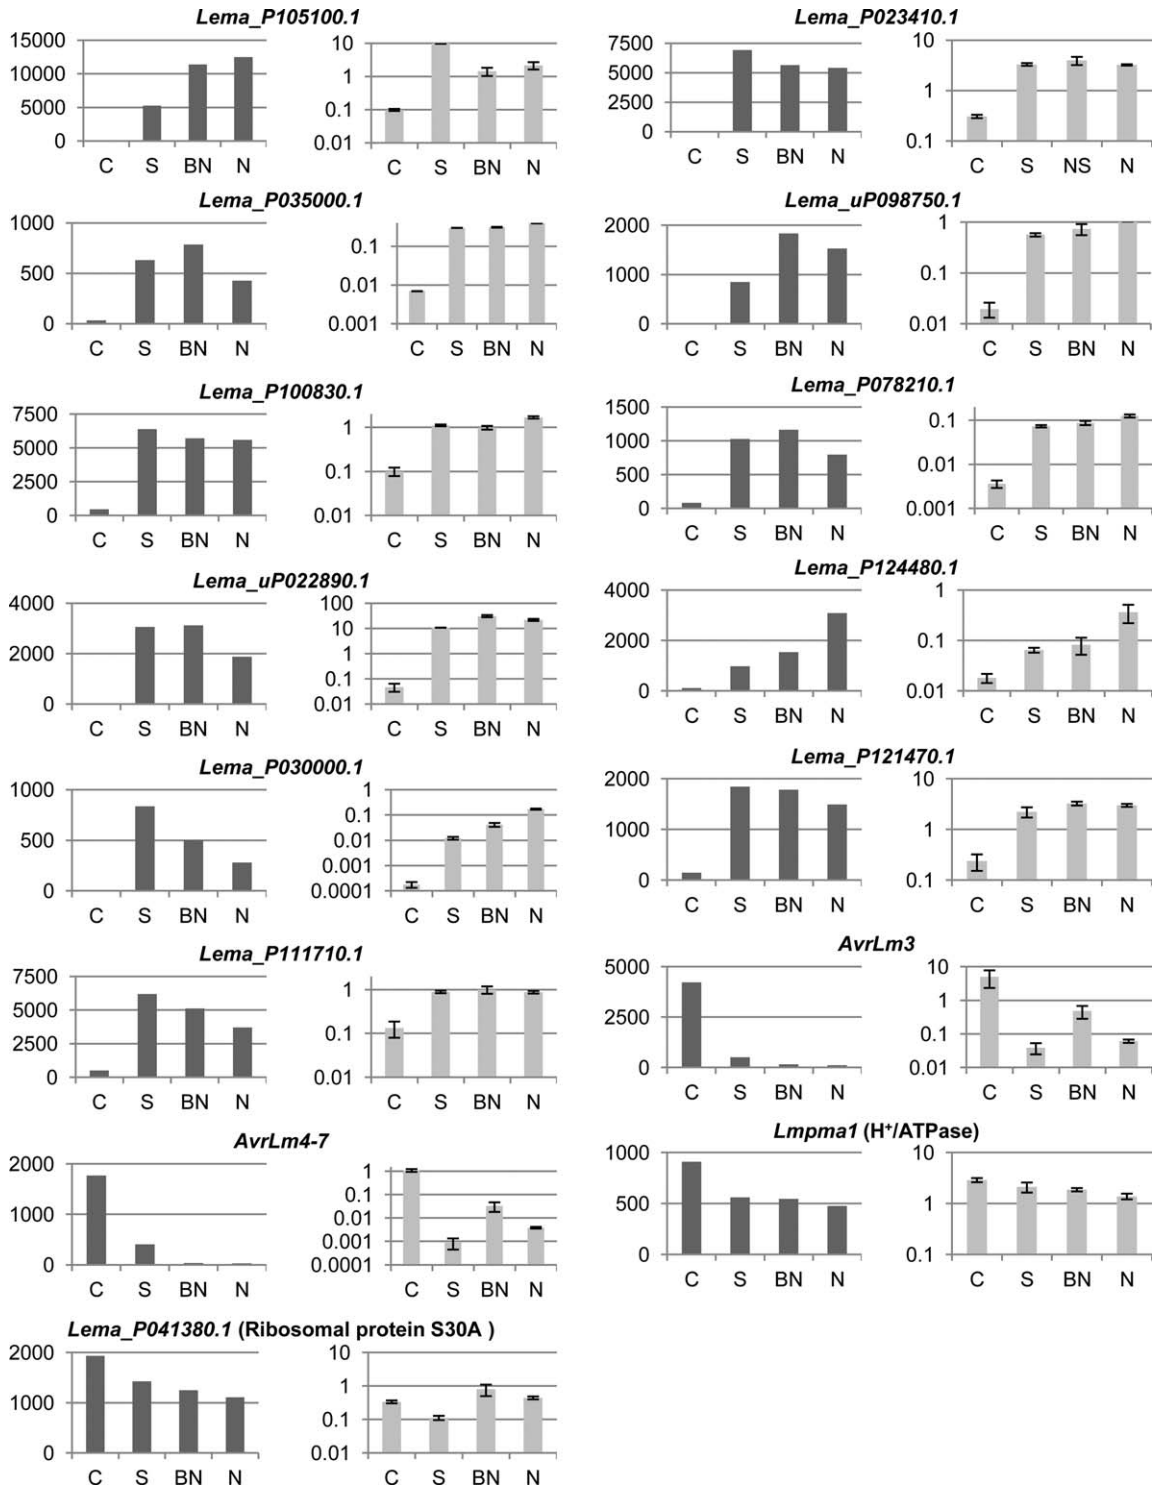 Lema_P105100.1
15000
10000
5000
0
C S BN N
10
1
0.1
0.01
C S BN N
Lema_P023410.1
7500
5000
2500
0
C S BN N
10
1
0.1
C S NS N
Lema_P035000.1
1000
500
0
C S BN N
0.1
0.01
0.001
C S BN N
Lema_uP098750.1
2000
1000
0
C S BN N
1
0.1
0.01
C S BN N
Lema_P100830.1
7500
5000
2500
0
C S BN N
1
0.1
0.01
C S BN N
Lema_P078210.1
1500
1000
500
0
C S BN N
0.1
0.01
0.001
C S BN N
Lema_uP022890.1
4000
2000
0
C S BN N
100
10
1
0.1
0.01
C S BN N
Lema_P124480.1
4000
2000
0
C S BN N
1
0.1
0.01
C S BN N
Lema_P030000.1
1000
500
0
C S BN N
1
0.1
0.01
0.001
0.0001
C S BN N
Lema_P121470.1
2000
1000
0
C S BN N
10
1
0.1
C S BN N
Lema_P111710.1
7500
5000
2500
0
C S BN N
1
0.1
0.01
C S BN N
AvrLm3
5000
2500
0
C S BN N
10
1
0.1
0.01
C S BN N
AvrLm4-7
2000
1000
0
C S BN N
1
0.1
0.01
0.001
0.0001
C S BN N
Lmpma1 (H⁺/ATPase)
1000
500
0
C S BN N
10
1
0.1
C S BN N
Lema_P041380.1 (Ribosomal protein S30A )
2000
1000
0
C S BN N
10
1
0.1
0.01
C S BN N